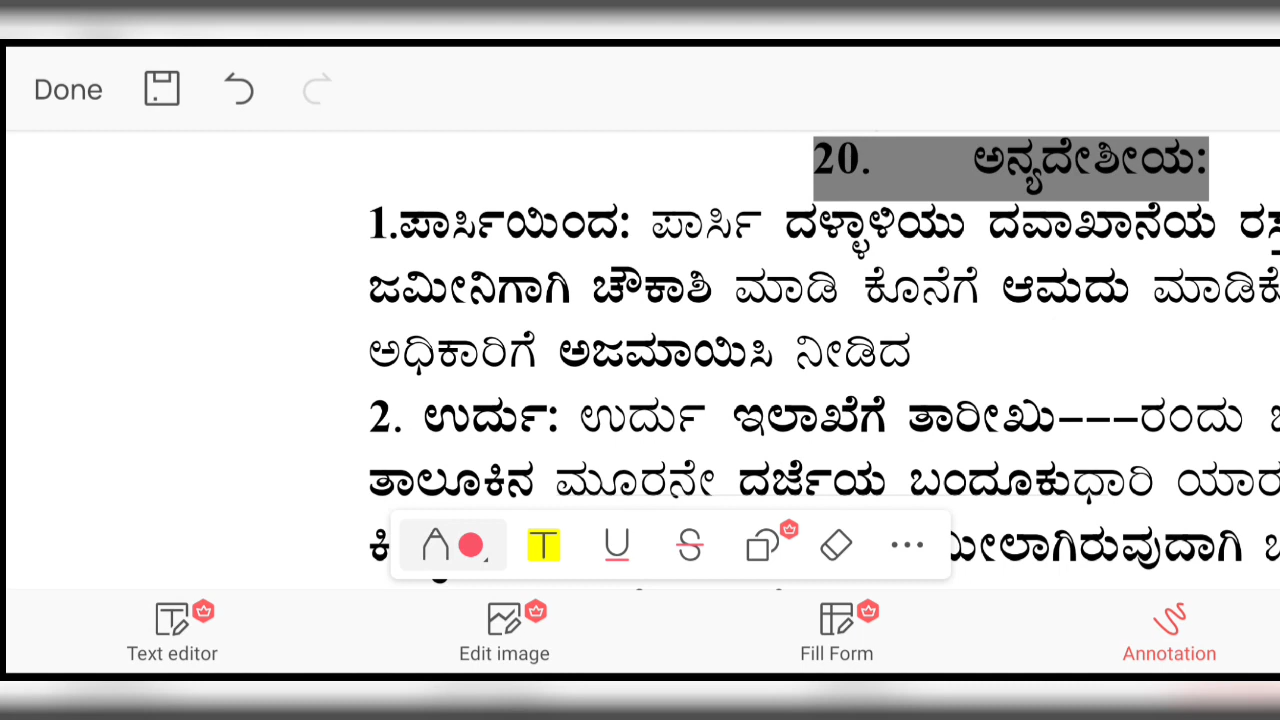 Done
20. ಅನ್ಯದೇಶೀಯ:
1.ಪಾರ್ಸಿಯಿಂದ: ಪಾರ್ಸಿ ದಳ್ಳಾಳಿಯು ದವಾಖಾನೆಯ
ಜಮೀನಿಗಾಗಿ ಚೌಕಾಶಿ ಮಾಡಿ ಕೊನೆಗೆ ಆಮದು
ಅಧಿಕಾರಿಗೆ ಅಜಮಾಯಿಸಿ ನೀಡಿದ
2. ಉರ್ದು: ಉರ್ದು ಇಲಾಖೆಗೆ ತಾರೀಖು---ರಂದು
ತಾಲೂಕಿನ ಮೂರನೇ ದರ್ಜೆಯ ಬಂದೂಕುಧಾರಿ
Text editor
Edit image
Fill Form
Annotation